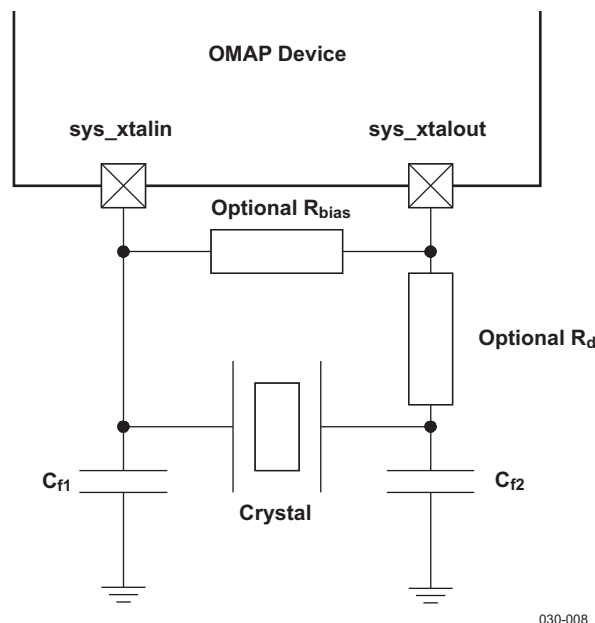 OMAP Device
sys_xtalin
sys_xtalout
Optional Rbias
Optional Rd
Cf1
Cf2
Crystal
030-008